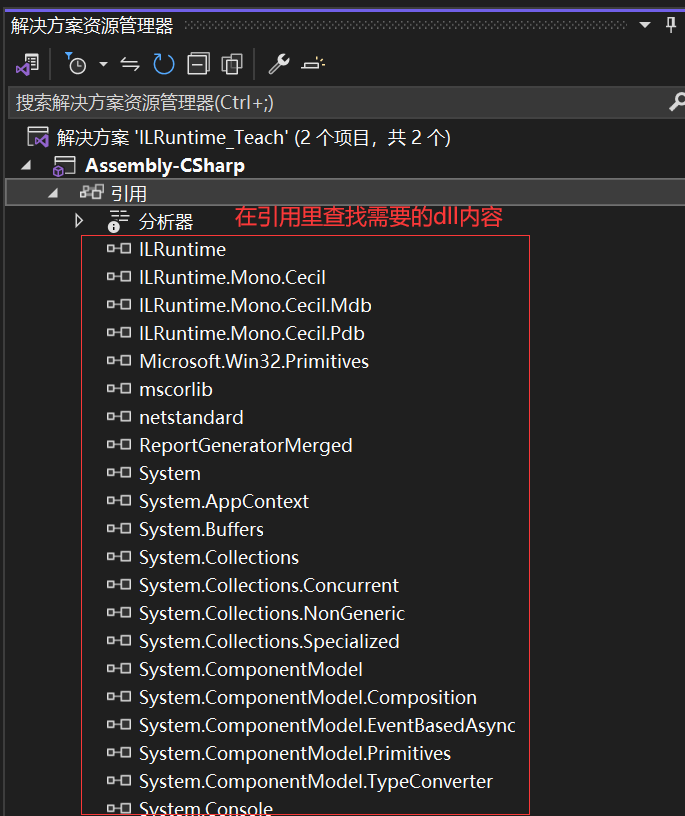 解决方案资源管理器
搜索解决方案资源管理器(Ctrl+;)
解决方案 'ILRuntime_Teach' (2 个项目，共 2 个)
Assembly-CSharp
引用
分析器
在引用里查找需要的dll内容
ILRuntime
ILRuntime.Mono.Cecil
ILRuntime.Mono.Cecil.Mdb
ILRuntime.Mono.Cecil.Pdb
Microsoft.Win32.Primitives
mscorlib
netstandard
ReportGeneratorMerged
System
System.AppContext
System.Buffers
System.Collections
System.Collections.Concurrent
System.Collections.NonGeneric
System.Collections.Specialized
System.ComponentModel
System.ComponentModel.Composition
System.ComponentModel.EventBasedAsync
System.ComponentModel.Primitives
System.ComponentModel.TypeConverter
System.Console